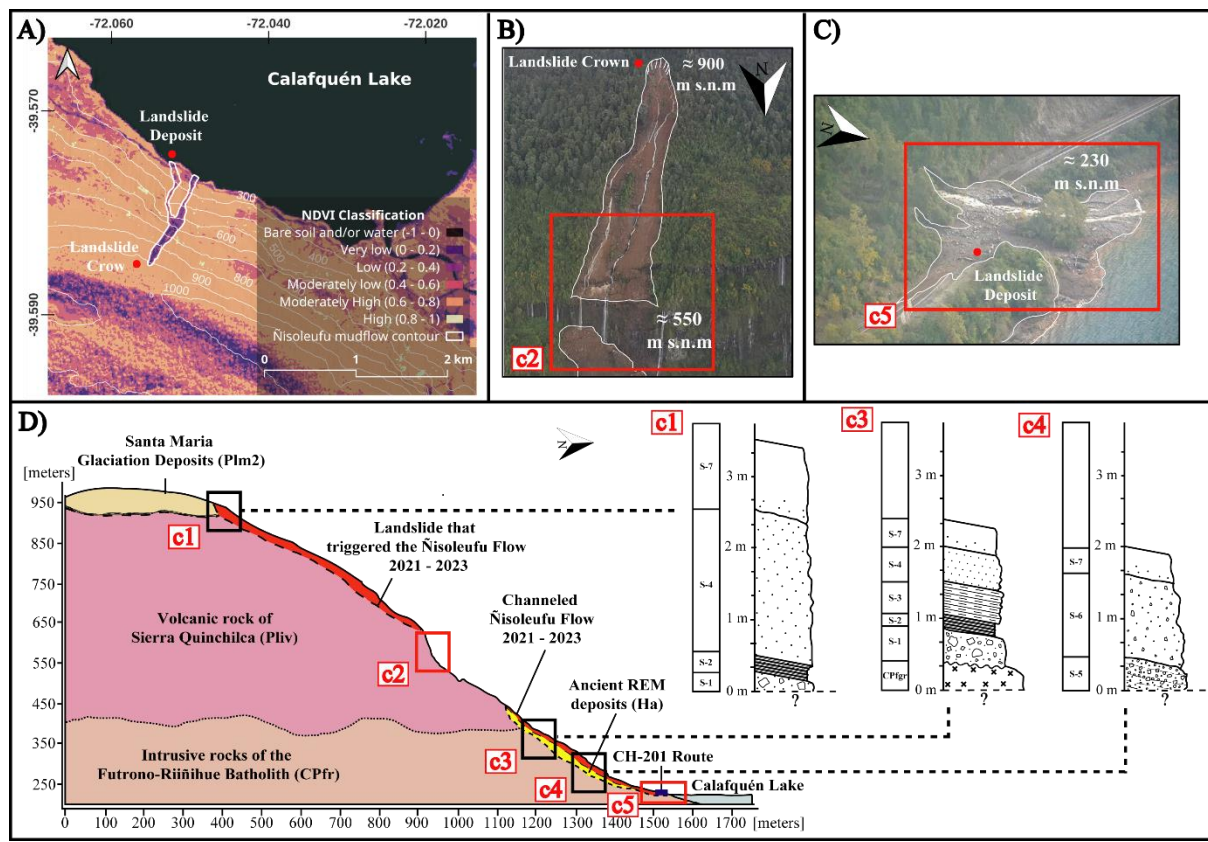 A)
-72.060
-72.040
-72.020
-39.570
-39.590
Calafquén Lake
Landslide
Deposit
Landslide
Crow
300
600
400
900
800
1000
NDVI Classification
Bare soil and/or water (-1 - 0)
Very low (0 - 0.2)
Low (0.2 - 0.4)
Moderately low (0.4 - 0.6)
Moderately High (0.6 - 0.8)
High (0.8 - 1)
Ñisoleufu mudflow contour
0 1 2 km
B)
Landslide Crown
≈ 900
m s.n.m
N
≈ 550
m s.n.m
c2
C)
N
≈ 230
m s.n.m
Landslide
Deposit
c5
D)
Santa Maria
Glaciation Deposits (Plm2)
[meters]
950
850
750
650
550
450
350
250
N
c1
Landslide that
triggered the Ñisoleufu Flow
2021 - 2023
Volcanic rock of
Sierra Quinchilca (Pliv)
Channeled
Ñisoleufu Flow
2021 - 2023
c2
Ancient REM
deposits (Ha)
Intrusive rocks of the
Futrono-Riiñihue Batholith (CPfr)
c3
c4
c5
CH-201 Route
Calafquén Lake
0 100 200 300 400 500 600 700 800 900 1000 1100 1200 1300 1400 1500 1600 1700 [meters]
c1
S-7
S-4
S-2
S-1
3 m
2 m
1 m
0 m
?
c3
S-7
S-4
S-3
S-2
S-1
CPfgr
3 m
2 m
1 m
0 m
?
c4
S-7
S-6
S-5
3 m
2 m
1 m
0 m
?